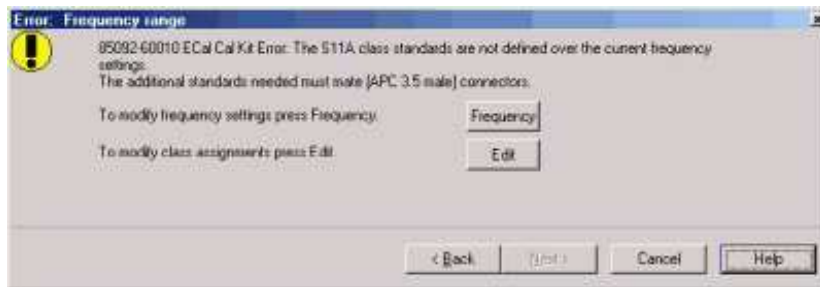 Error: Frequency range
85092-60010 ECal Cal Kit Error: The S11A class standards are not defined over the current frequency
settings.
The additional standards needed must mate [APC 3.5 male] connectors.
To modify frequency settings press Frequency.
Frequency
To modify class assignments press Edit
Edit
< Back
Next >
Cancel
Help